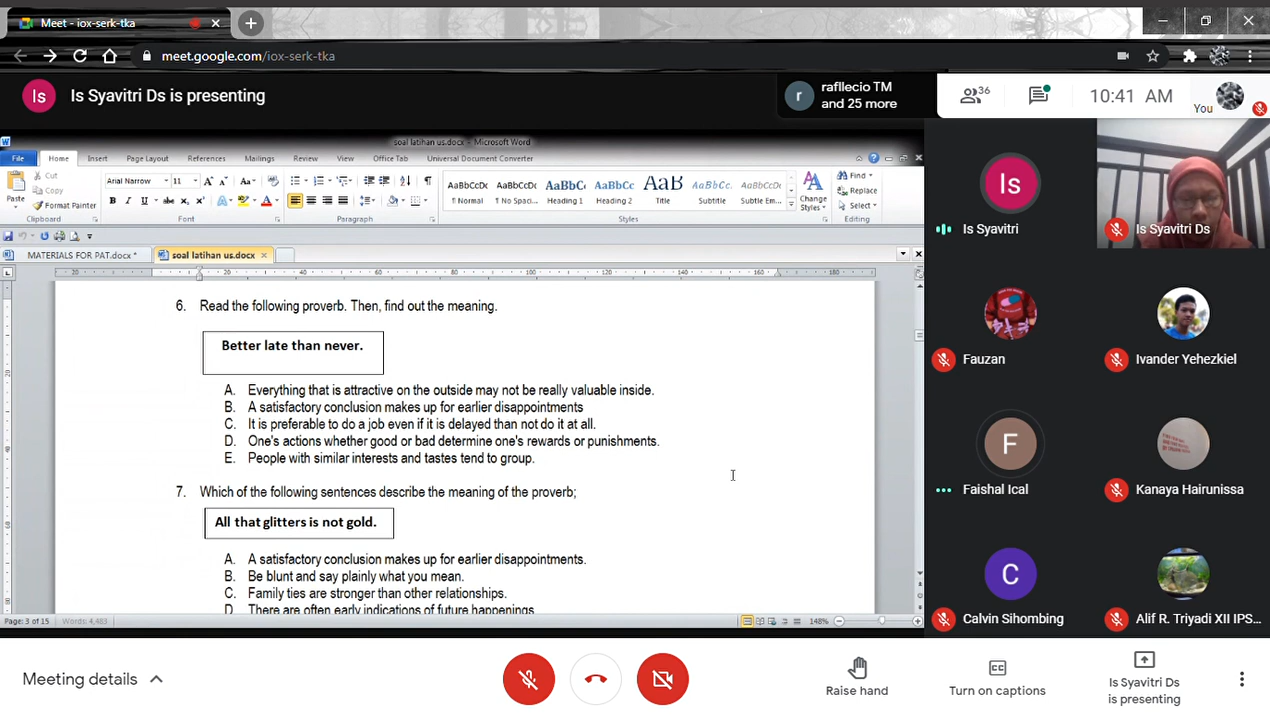 Meet - iox-serk-tka
meet.google.com/iox-serk-tka
Is
Is Syavitri Ds is presenting
r
rafllecio TM
and 25 more
36
10:41 AM
You
soal latihan us.docx - Microsoft Word
File
Home
Insert
Page Layout
References
Mailings
Review
View
Office Tab
Universal Document Converter
Paste
Cut
Copy
Format Painter
Clipboard
Arial Narrow
11
Font
Paragraph
AaBbCcDc
¶ Normal
AaBbCcDc
¶ No Spaci...
AaBbC
Heading 1
AaBbCc
Heading 2
AaB
Title
AaBbCc.
Subtitle
AaBbCcDc
Subtle Em...
Styles
Change
Styles
Find
Replace
Select
Editing
MATERIALS FOR PAT.docx *
soal latihan us.docx
6. Read the following proverb. Then, find out the meaning.
Better late than never.
A. Everything that is attractive on the outside may not be really valuable inside.
B. A satisfactory conclusion makes up for earlier disappointments
C. It is preferable to do a job even if it is delayed than not do it at all.
D. One's actions whether good or bad determine one's rewards or punishments.
E. People with similar interests and tastes tend to group.
7. Which of the following sentences describe the meaning of the proverb;
All that glitters is not gold.
A. A satisfactory conclusion makes up for earlier disappointments.
B. Be blunt and say plainly what you mean.
C. Family ties are stronger than other relationships.
D. There are often early indications of future happenings
Page: 3 of 15
Words: 4,483
148%
Is
Is Syavitri
Is Syavitri Ds
Fauzan
Ivander Yehezkiel
F
Faishal Ical
Kanaya Hairunissa
C
Calvin Sihombing
Alif R. Triyadi XII IPS...
Meeting details
Raise hand
Turn on captions
Is Syavitri Ds
is presenting